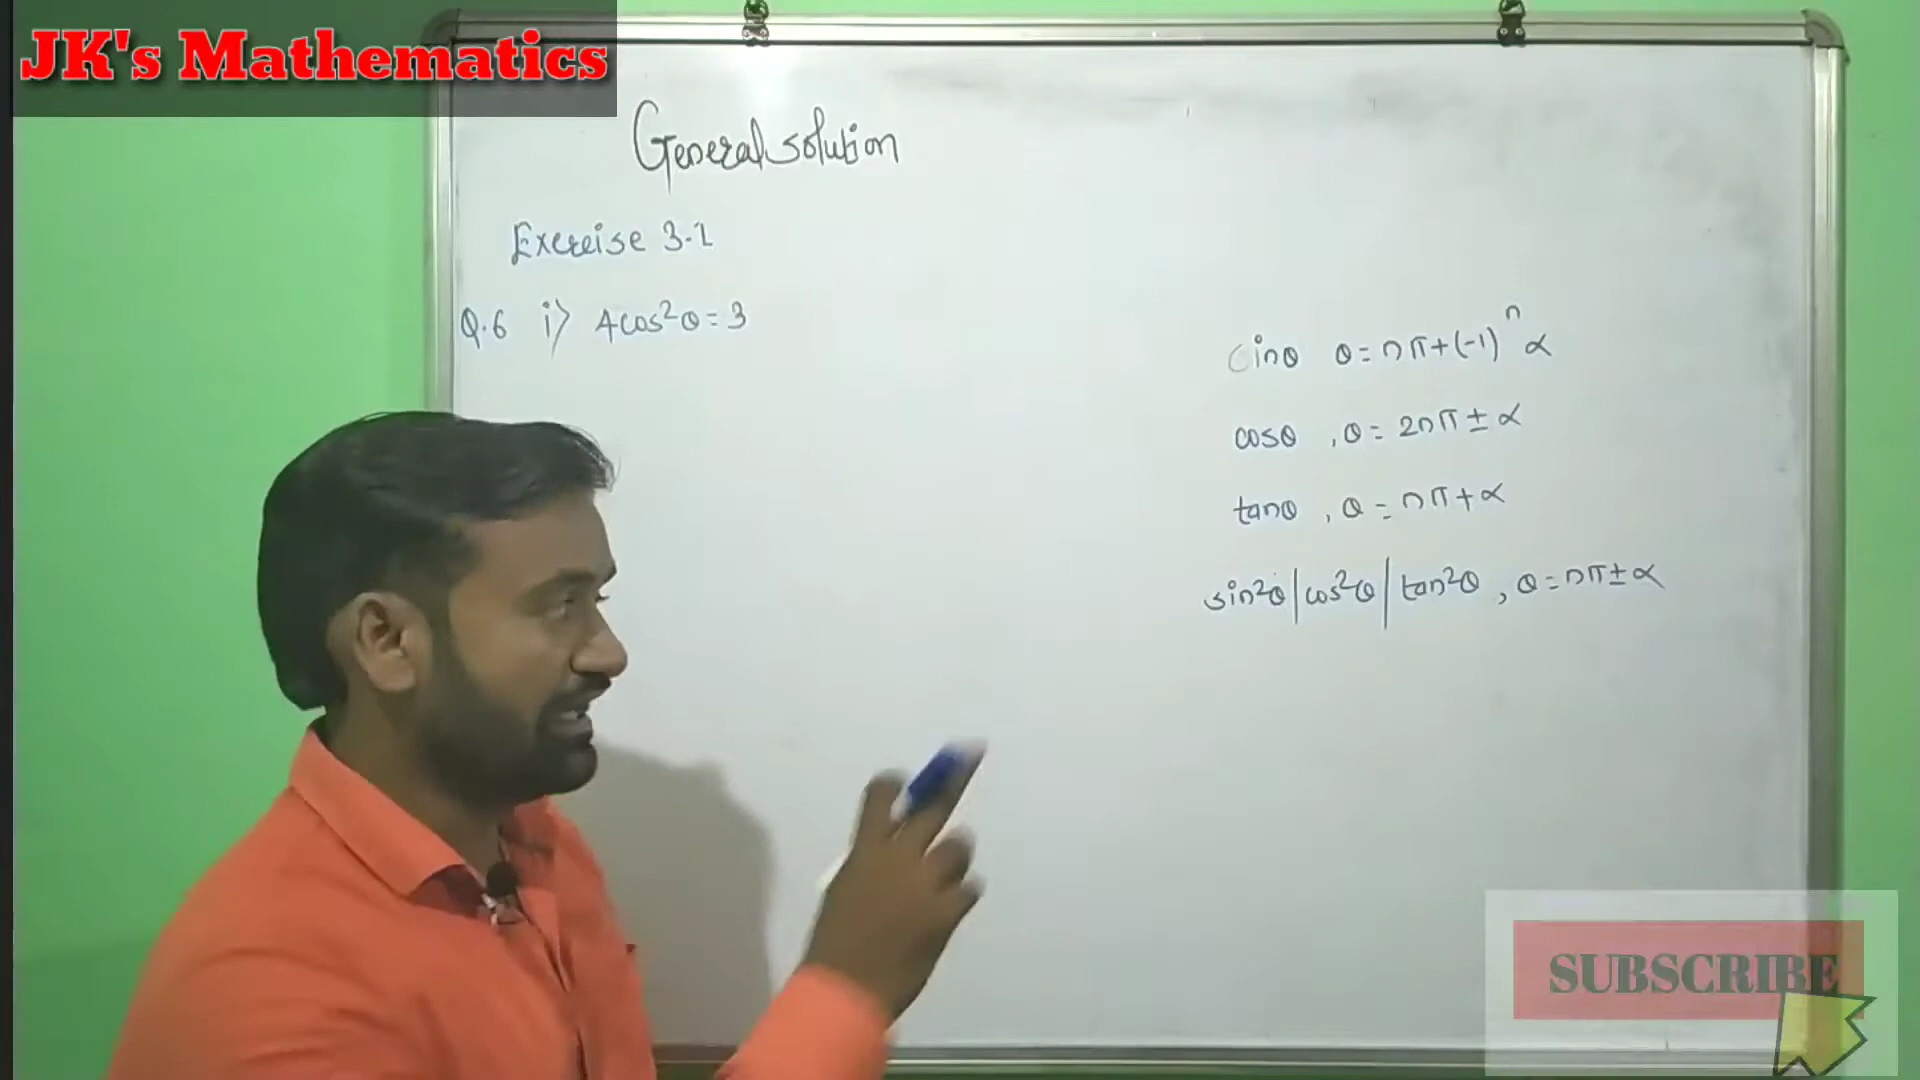 JK's Mathematics
General solution
Exercise 3.1
Q.6 i) 4cos²θ=3
sinθ θ=nπ+(-1)ⁿ α
cosθ , θ= 2nπ ± α
tanθ , θ = nπ+α
sin²θ|cos²θ|tan²θ , θ=nπ±α
SUBSCRIBE